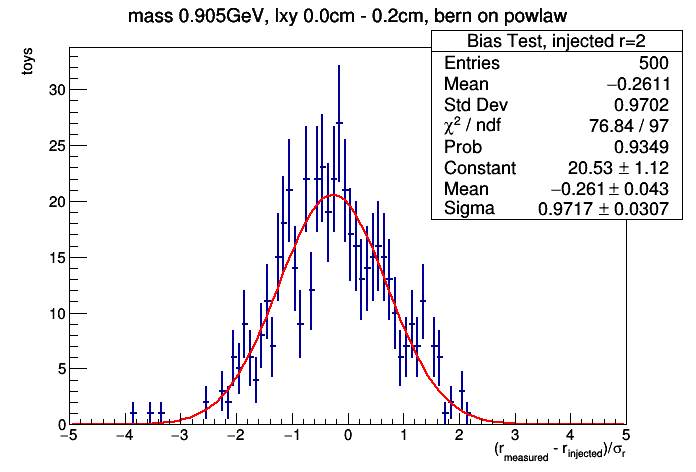 mass 0.905GeV, lxy 0.0cm - 0.2cm, bern on powlaw
Bias Test, injected r=2
Entries 500
Mean −0.2611
Std Dev 0.9702
χ² / ndf 76.84 / 97
Prob 0.9349
Constant 20.53 ± 1.12
Mean −0.261 ± 0.043
Sigma 0.9717 ± 0.0307
toys
30
25
20
15
10
5
0
−5 −4 −3 −2 −1 0 1 2 3 4 5
(r_measured - r_injected)/σ_r